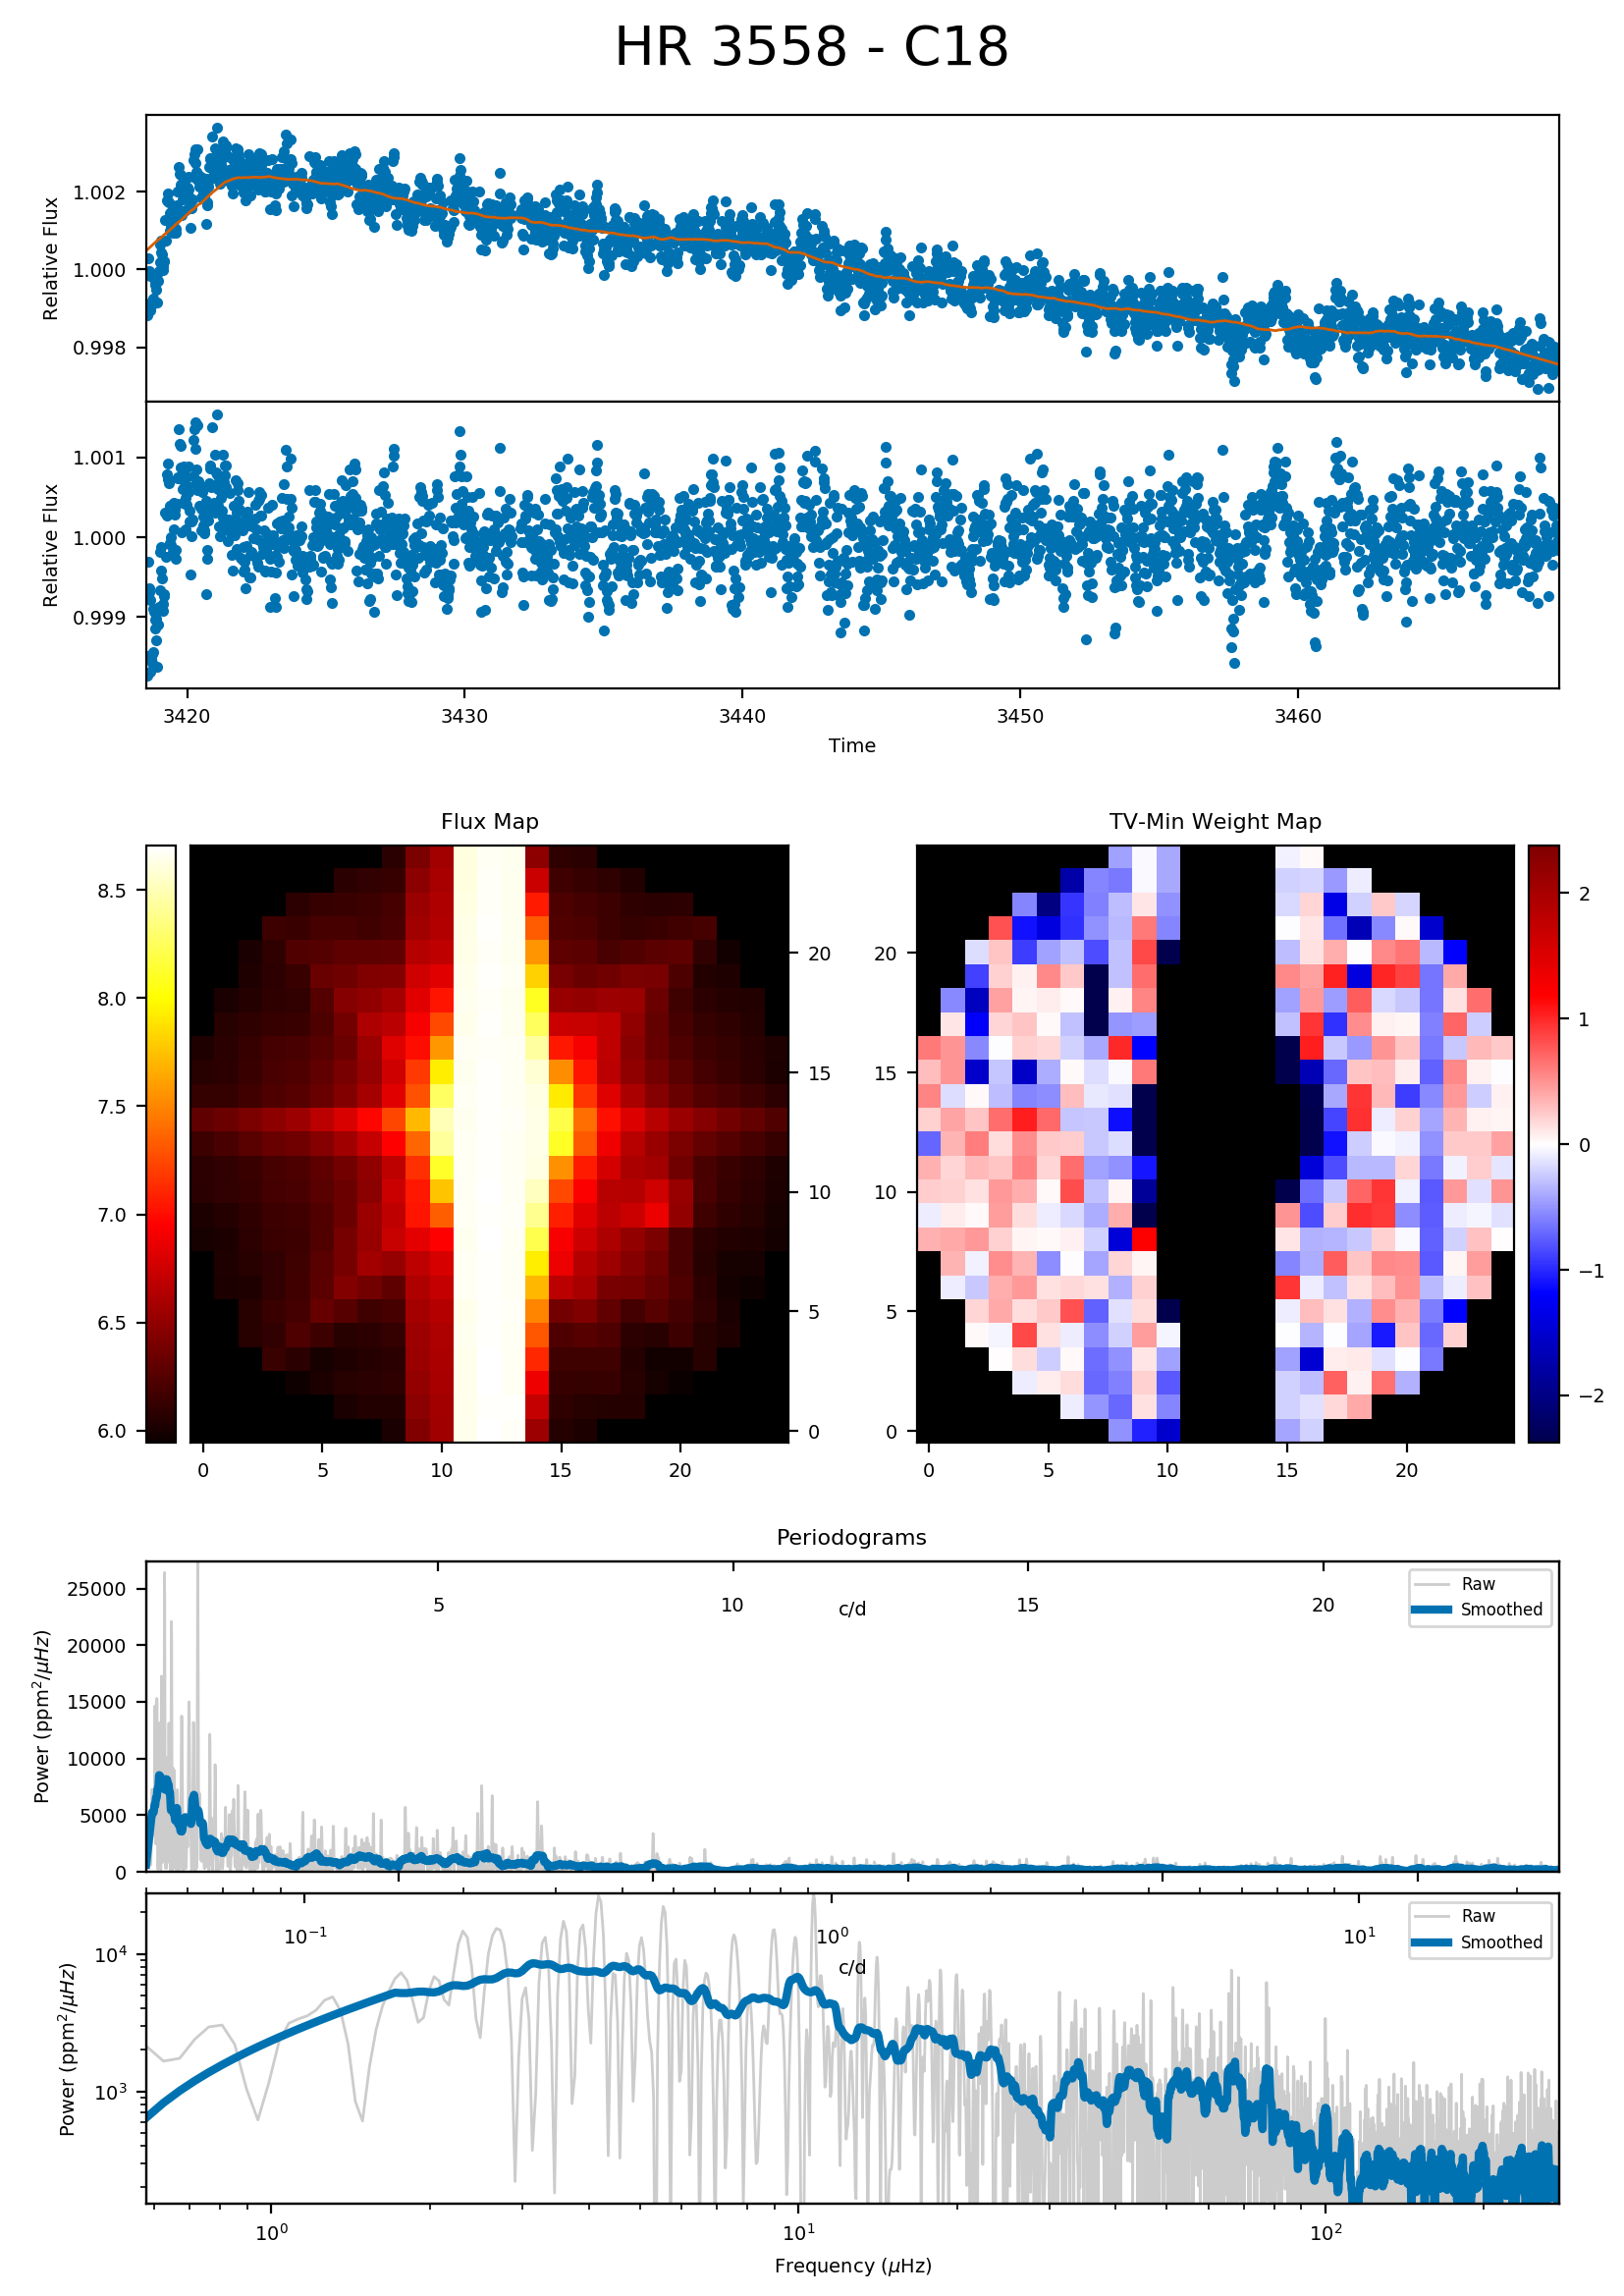 HR 3558 - C18
1.002
1.000
0.998
Relative Flux
1.001
1.000
0.999
Relative Flux
3420 3430 3440 3450 3460
Time
Flux Map
8.5
8.0
7.5
7.0
6.5
6.0
20
15
10
5
0
0 5 10 15 20
TV-Min Weight Map
20
15
10
5
0
0 5 10 15 20
2
1
0
−1
−2
Periodograms
25000
20000
15000
10000
5000
0
Power (ppm²/μHz)
5 10 15 20
c/d
Raw
Smoothed
10⁴
10³
Power (ppm²/μHz)
10⁻¹ 10⁰ 10¹
c/d
Raw
Smoothed
10⁰ 10¹ 10²
Frequency (μHz)